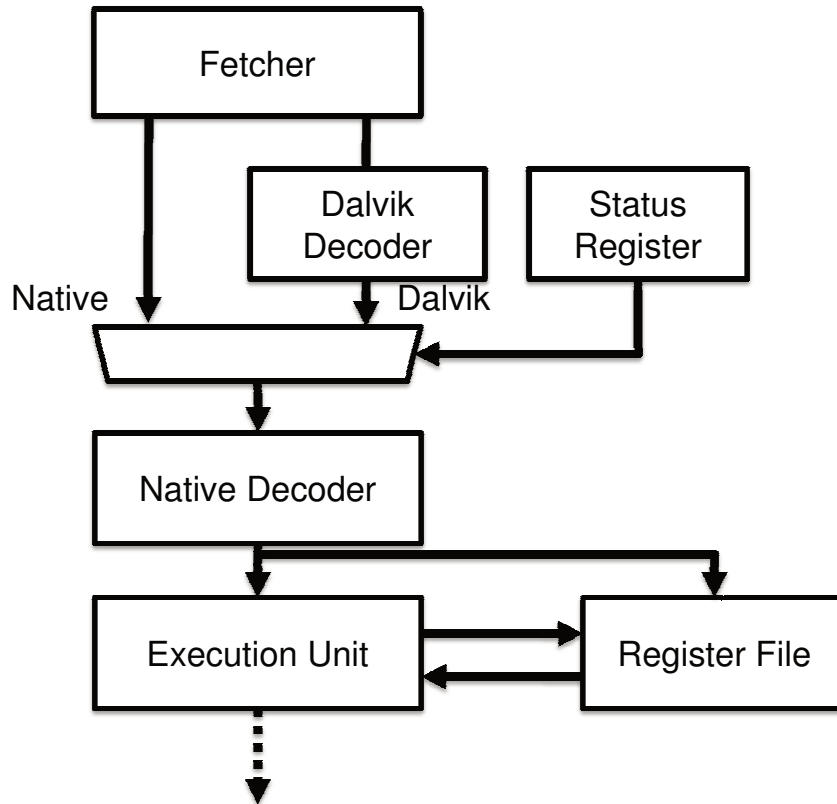 Fetcher
Dalvik
Decoder
Status
Register
Native
Dalvik
Native Decoder
Execution Unit
Register File